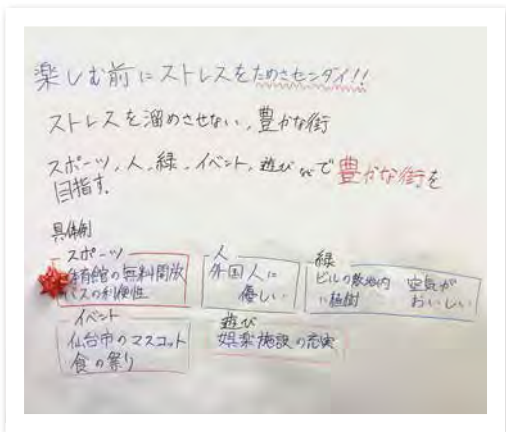 楽しむ前にストレスをためさセンダイ!!
ストレスを溜めさせない、豊かな街
スポーツ、人、緑、イベント、遊びなどで豊かな街を
目指す。
具体例
スポーツ
体育館の無料開放
バスの利便性
人
外国人に
優しい
緑
ビルの敷地内
に植樹
空気が
おいしい
イベント
仙台市のマスコット
食の祭り
遊び
娯楽施設の充実